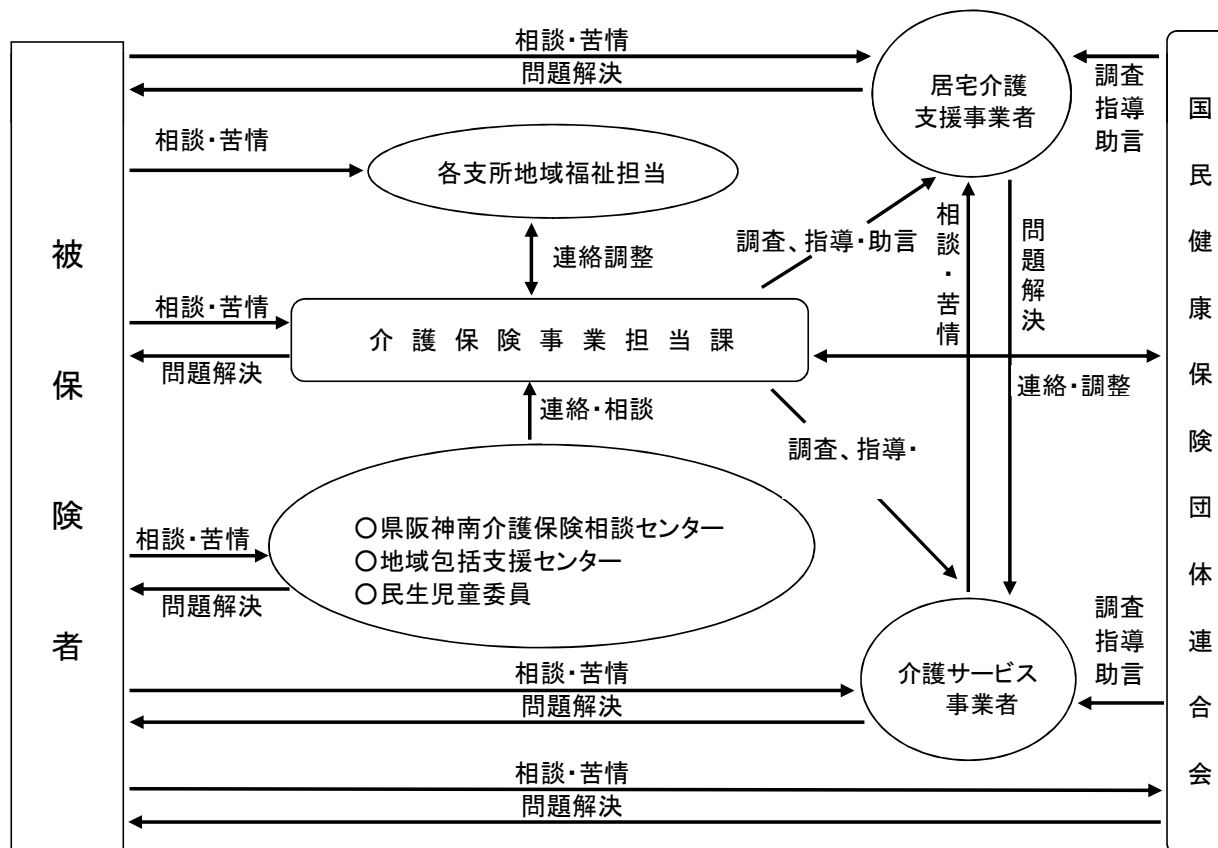 相談・苦情
問題解決
居宅介護
支援事業者
調査
指導
助言
相談・苦情
各支所地域福祉担当
被保険者
国民健康保険団体連合会
連絡調整
調査、指導・助言
相談・苦情
問題解決
相談・苦情
介護保険事業担当課
問題解決
連絡・調整
連絡・相談
調査、指導・
相談・苦情
問題解決
○県阪神南介護保険相談センター
○地域包括支援センター
○民生児童委員
調査
指導
助言
相談・苦情
問題解決
介護サービス
事業者
相談・苦情
問題解決